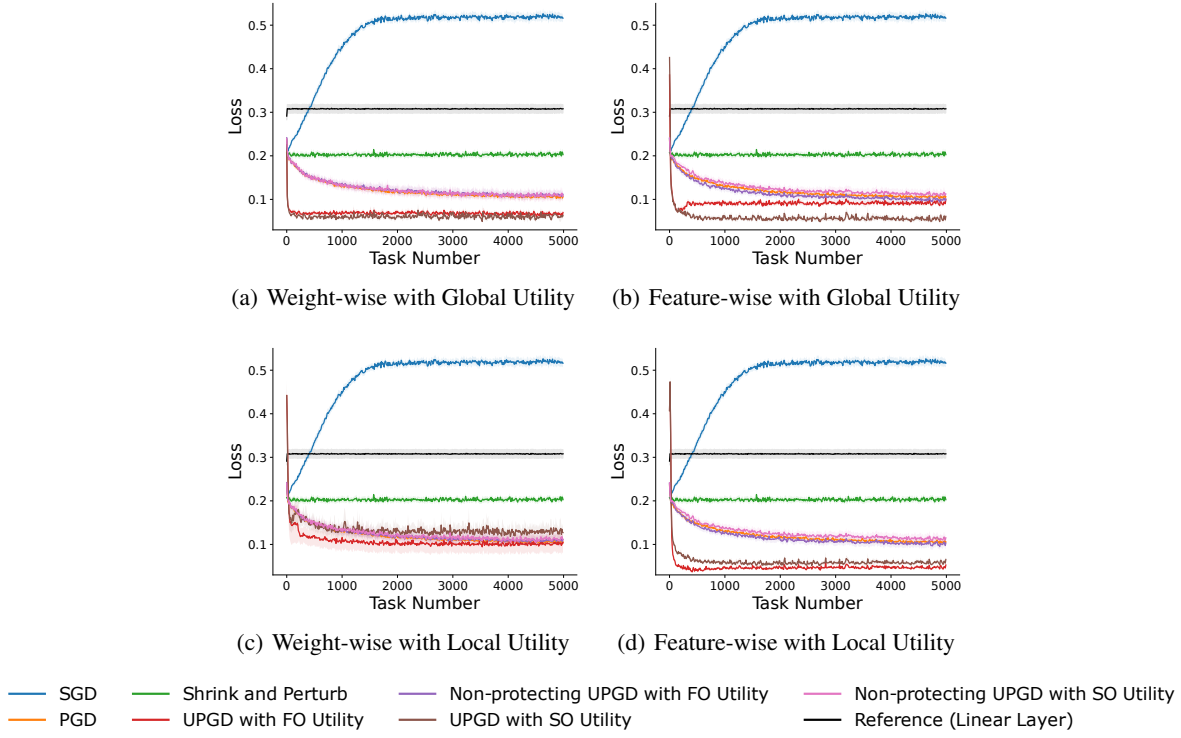 0.5
0.4
0.3
0.2
0.1
Loss
0 1000 2000 3000 4000 5000
Task Number
(a) Weight-wise with Global Utility
0.5
0.4
0.3
0.2
0.1
Loss
0 1000 2000 3000 4000 5000
Task Number
(b) Feature-wise with Global Utility
0.5
0.4
0.3
0.2
0.1
Loss
0 1000 2000 3000 4000 5000
Task Number
(c) Weight-wise with Local Utility
0.5
0.4
0.3
0.2
0.1
Loss
0 1000 2000 3000 4000 5000
Task Number
(d) Feature-wise with Local Utility
SGD Shrink and Perturb Non-protecting UPGD with FO Utility Non-protecting UPGD with SO Utility
PGD UPGD with FO Utility UPGD with SO Utility Reference (Linear Layer)